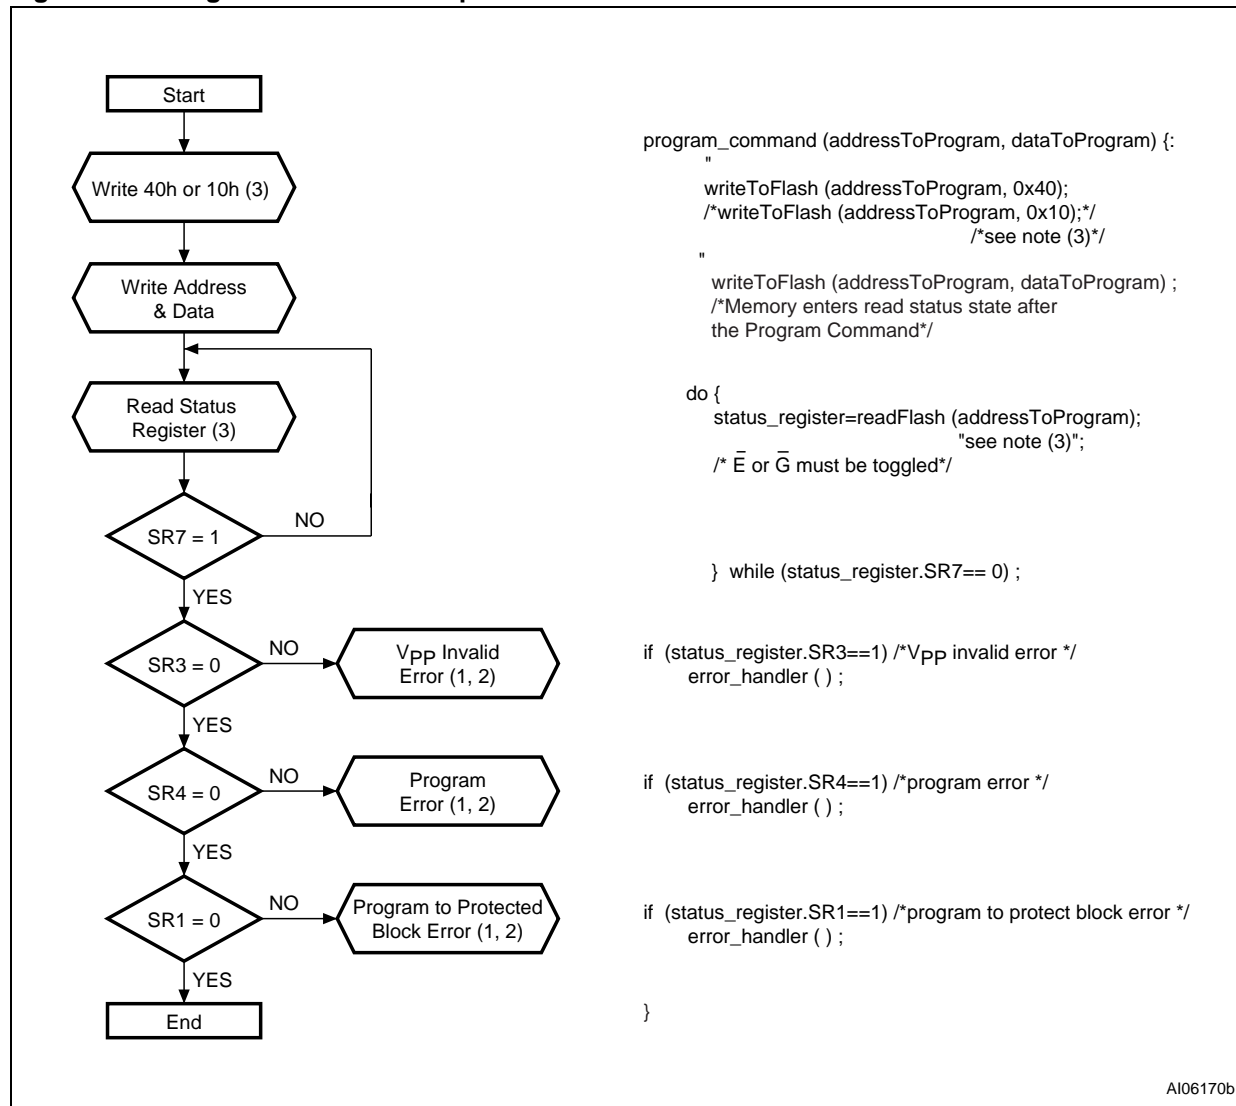 Start
Write 40h or 10h (3)
Write Address
& Data
Read Status
Register (3)
SR7 = 1
NO
YES
SR3 = 0
NO
VPP Invalid
Error (1, 2)
YES
SR4 = 0
NO
Program
Error (1, 2)
YES
SR1 = 0
NO
Program to Protected
Block Error (1, 2)
YES
End
program_command (addressToProgram, dataToProgram) {:
"
writeToFlash (addressToProgram, 0x40);
/*writeToFlash (addressToProgram, 0x10);*/
/*see note (3)*/
"
writeToFlash (addressToProgram, dataToProgram) ;
/*Memory enters read status state after
the Program Command*/
do {
status_register=readFlash (addressToProgram);
"see note (3)";
/* E̅ or G̅ must be toggled*/
} while (status_register.SR7== 0) ;
if (status_register.SR3==1) /*VPP invalid error */
error_handler ( ) ;
if (status_register.SR4==1) /*program error */
error_handler ( ) ;
if (status_register.SR1==1) /*program to protect block error */
error_handler ( ) ;
}
AI06170b